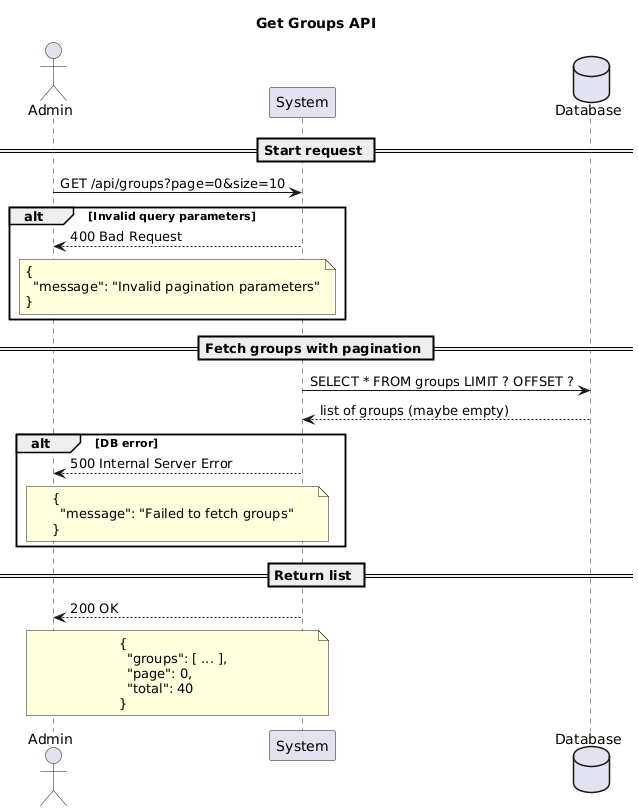 Get Groups API
Admin
System
Database
Start request
GET /api/groups?page=0&size=10
alt [Invalid query parameters]
400 Bad Request
{
"message": "Invalid pagination parameters"
}
Fetch groups with pagination
SELECT * FROM groups LIMIT ? OFFSET ?
list of groups (maybe empty)
alt [DB error]
500 Internal Server Error
{
"message": "Failed to fetch groups"
}
Return list
200 OK
{
"groups": [ ... ],
"page": 0,
"total": 40
}
Admin
System
Database